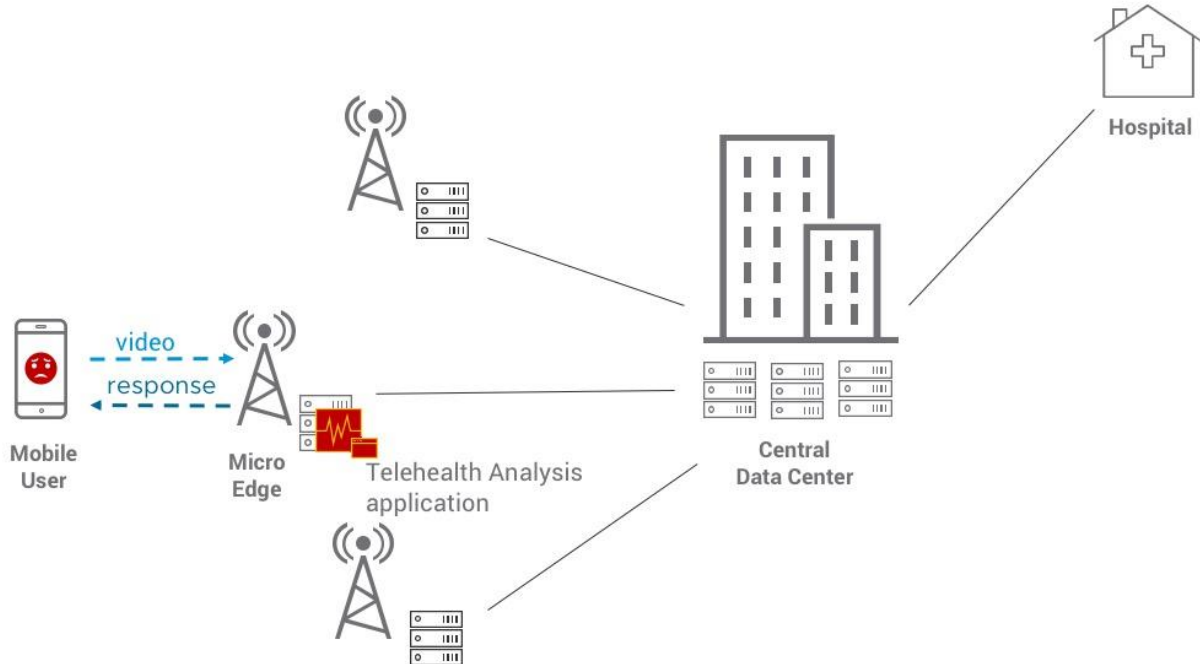 Hospital
video
response
Mobile
User
Micro
Edge
Telehealth Analysis
application
Central
Data Center